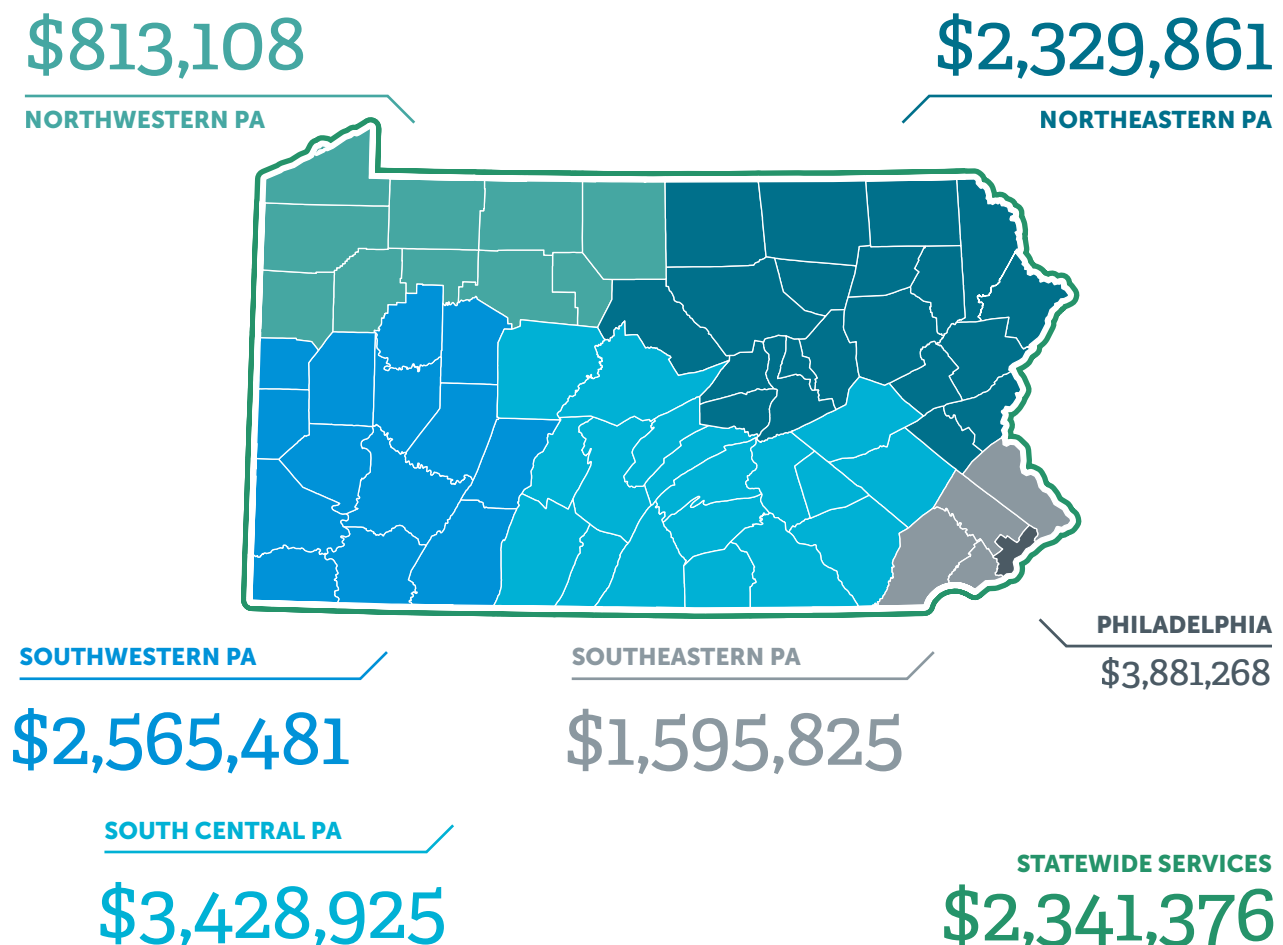 $813,108
NORTHWESTERN PA
$2,329,861
NORTHEASTERN PA
PHILADELPHIA
$3,881,268
SOUTHWESTERN PA
$2,565,481
SOUTHEASTERN PA
$1,595,825
SOUTH CENTRAL PA
$3,428,925
STATEWIDE SERVICES
$2,341,376